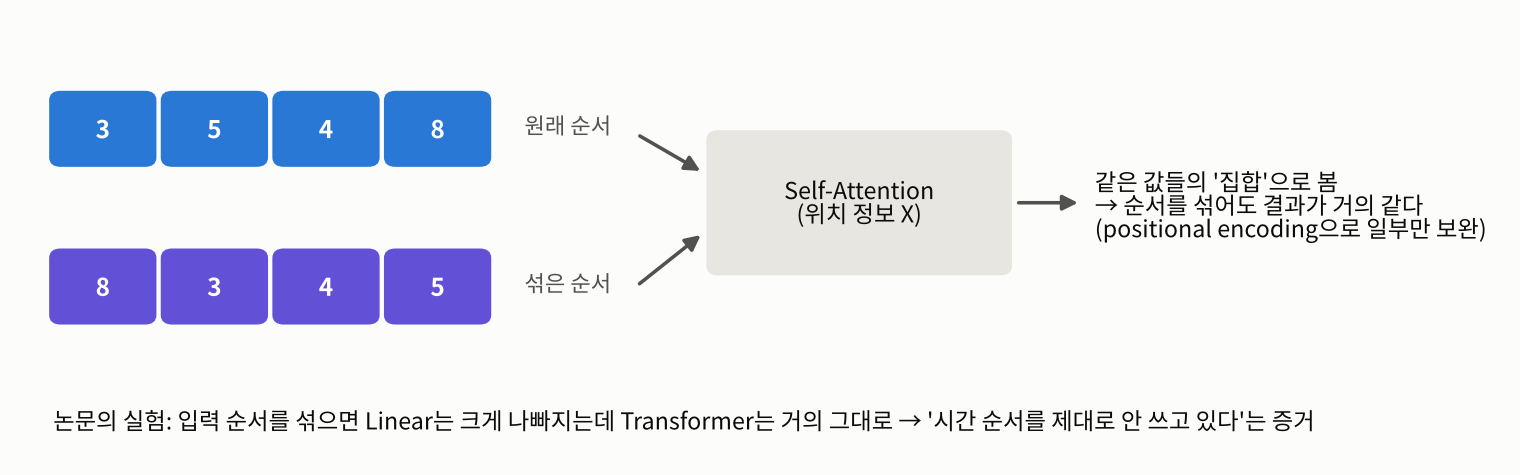 3 5 4 8
원래 순서
8 3 4 5
섞은 순서
Self-Attention
(위치 정보 X)
같은 값들의 '집합'으로 봄
→ 순서를 섞어도 결과가 거의 같다
(positional encoding으로 일부만 보완)
논문의 실험: 입력 순서를 섞으면 Linear는 크게 나빠지는데 Transformer는 거의 그대로 → '시간 순서를 제대로 안 쓰고 있다'는 증거